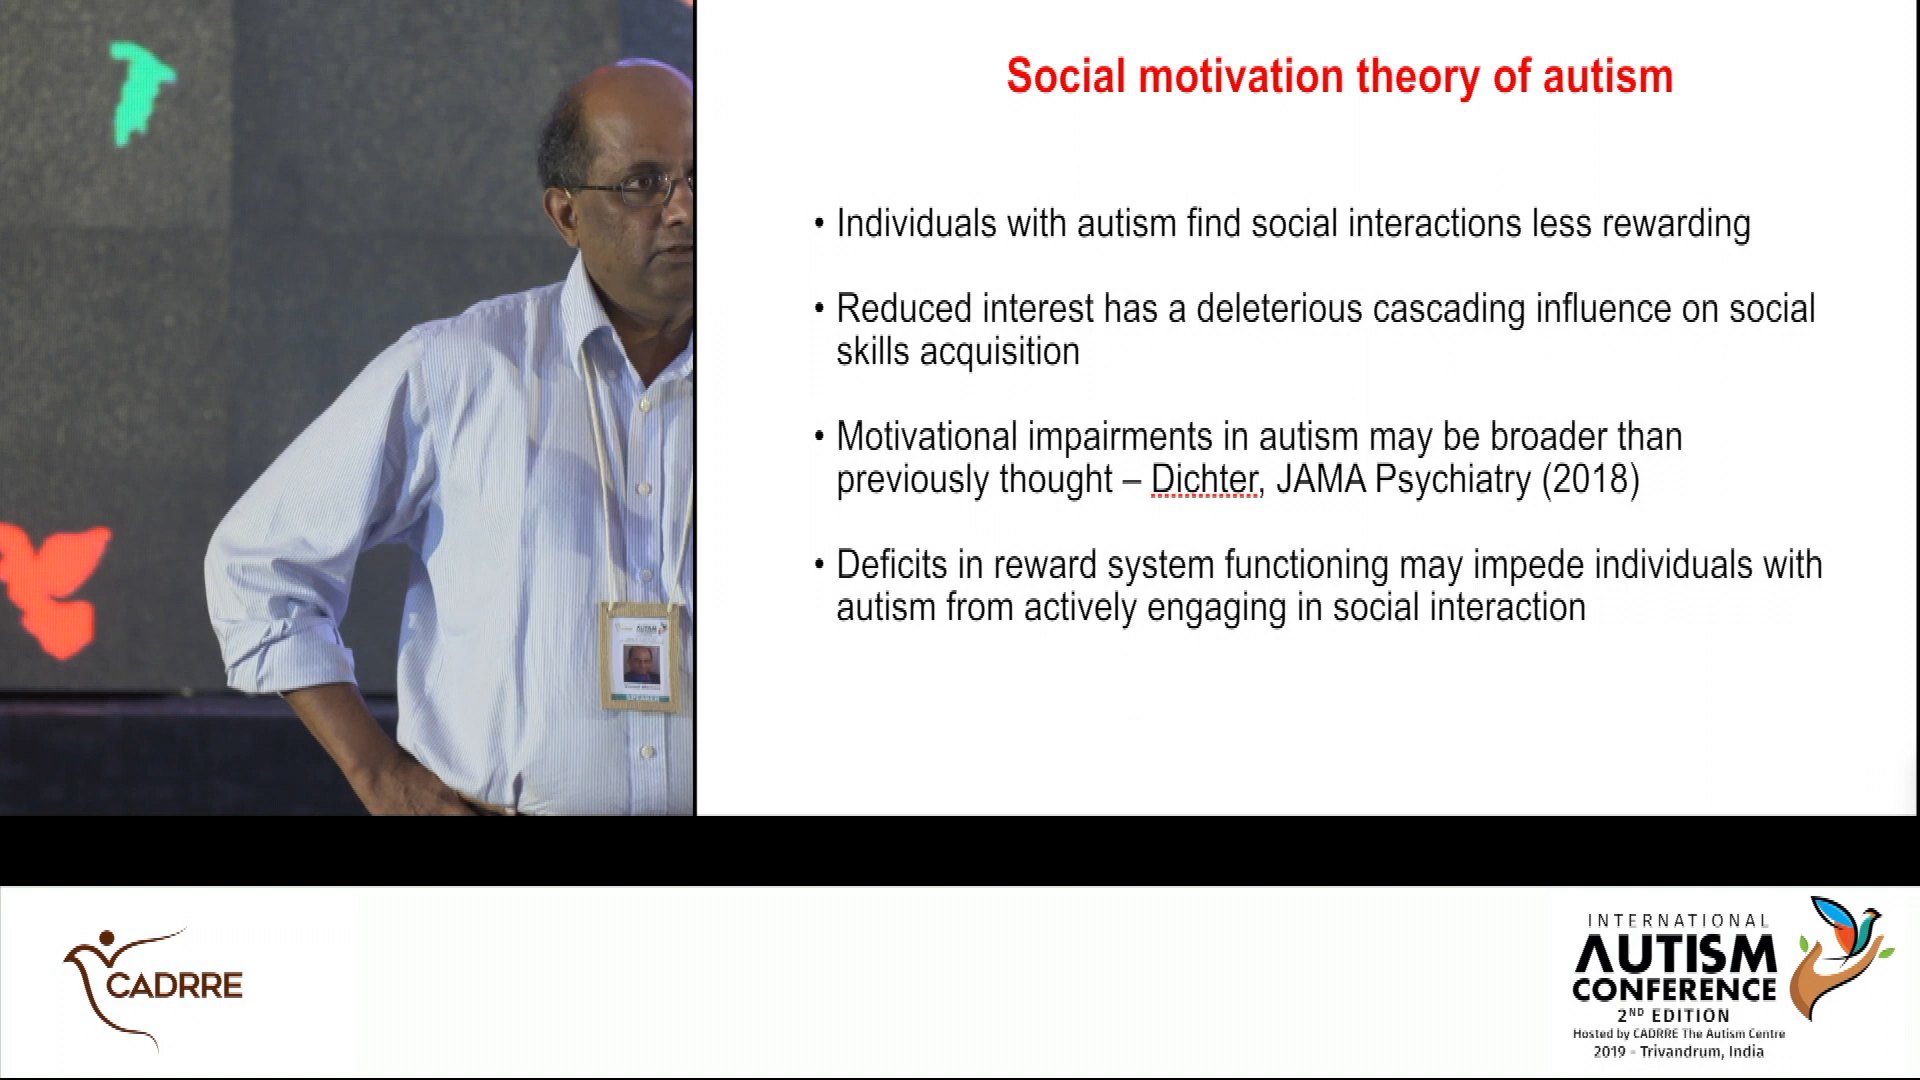 Social motivation theory of autism
• Individuals with autism find social interactions less rewarding
• Reduced interest has a deleterious cascading influence on social
skills acquisition
• Motivational impairments in autism may be broader than
previously thought – Dichter, JAMA Psychiatry (2018)
• Deficits in reward system functioning may impede individuals with
autism from actively engaging in social interaction
AUTISM
SPEAKER
CADRRE
INTERNATIONAL
AUTISM
CONFERENCE
2ND EDITION
Hosted by CADRRE The Autism Centre
2019 - Trivandrum, India